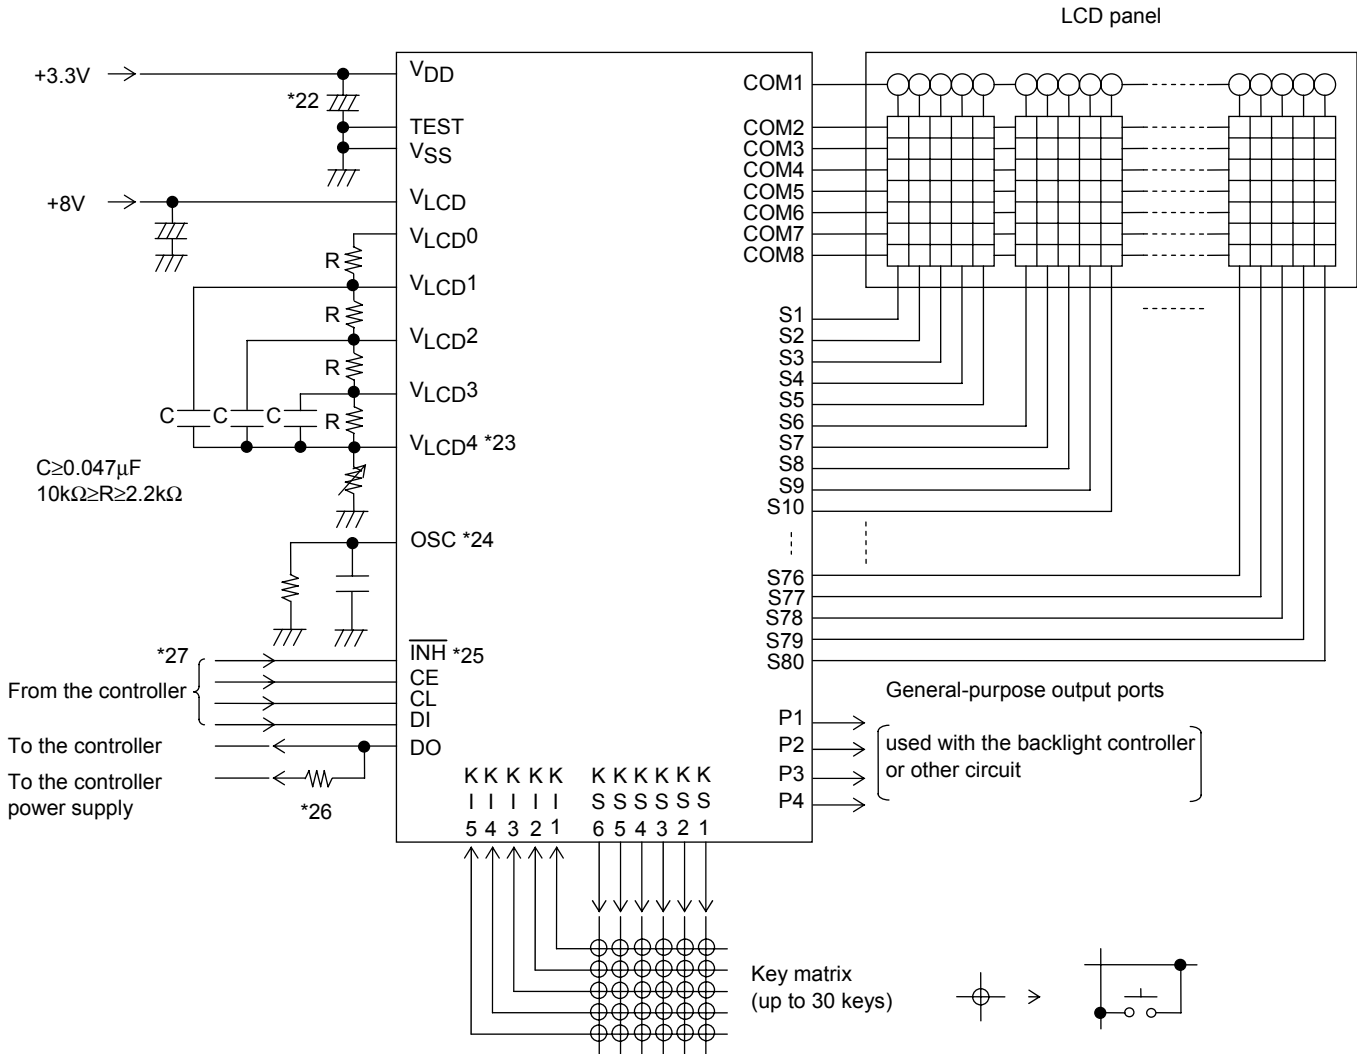 LCD panel
+3.3V
*22
VDD
TEST
VSS
+8V
VLCD
VLCD0
R
VLCD1
R
VLCD2
R
VLCD3
C
C
C
R
VLCD4 *23
C≥0.047μF
10kΩ≥R≥2.2kΩ
OSC *24
*27
INH *25
From the controller
CE
CL
DI
To the controller
DO
To the controller
power supply
*26
COM1
COM2
COM3
COM4
COM5
COM6
COM7
COM8
S1
S2
S3
S4
S5
S6
S7
S8
S9
S10
S76
S77
S78
S79
S80
General-purpose output ports
P1
P2
P3
P4
used with the backlight controller
or other circuit
K K K K K K K K K K K
I I I I I S S S S S S
5 4 3 2 1 6 5 4 3 2 1
Key matrix
(up to 30 keys)